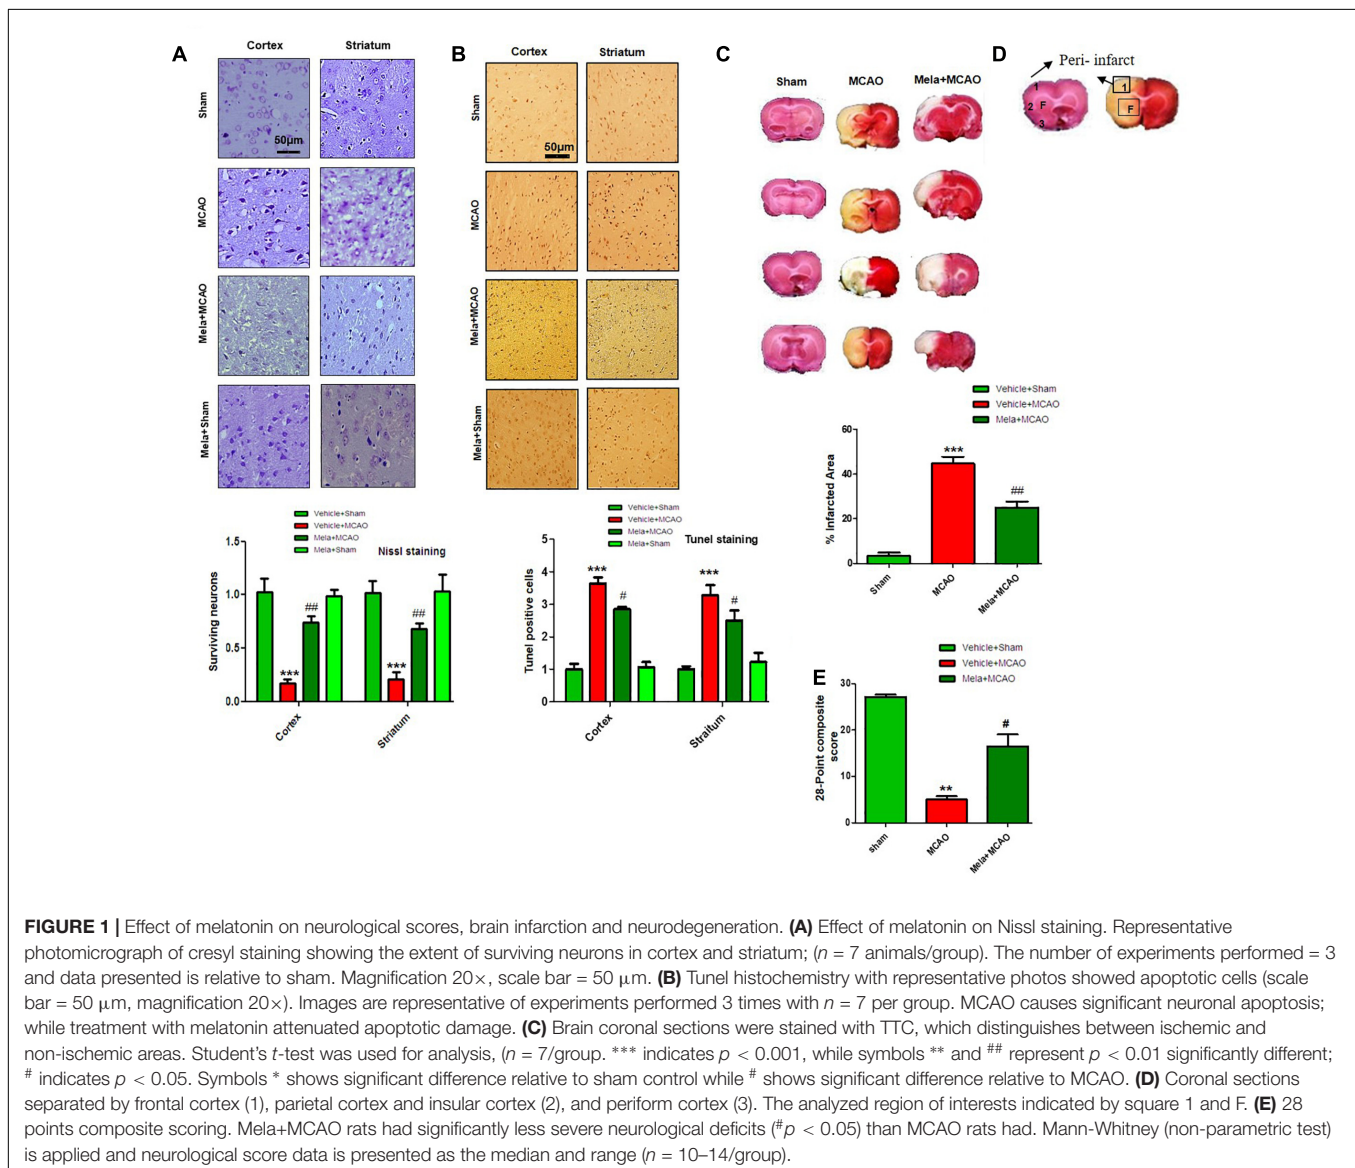 A
Cortex
Striatum
Sham
50µm
MCAO
Mela+MCAO
Mela+Sham
Vehicle+Sham
Vehicle+MCAO
Mela+MCAO
Mela+Sham
Nissl staining
Surviving neurons
1.5
1.0
0.5
0.0
***
##
***
##
Cortex
Striatum
B
Cortex
Striatum
Sham
50µm
MCAO
Mela+MCAO
Mela+Sham
Vehicle+Sham
Vehicle+MCAO
Mela+MCAO
Mela+Sham
Tunel staining
Tunel positive cells
5
4
3
2
1
0
***
#
***
#
Cortex
Straitum
C
Sham
MCAO
Mela+MCAO
Vehicle+Sham
Vehicle+MCAO
Mela+MCAO
% Infarcted Area
60
40
20
0
***
##
Sham
MCAO
Mela+MCAO
D
Peri- infarct
1
2
F
3
1
F
E
Vehicle+Sham
Vehicle+MCAO
Mela+MCAO
28-Point composite
score
30
20
10
0
**
#
sham
MCAO
Mela+MCAO
FIGURE 1 | Effect of melatonin on neurological scores, brain infarction and neurodegeneration. (A) Effect of melatonin on Nissl staining. Representative
photomicrograph of cresyl staining showing the extent of surviving neurons in cortex and striatum; (n = 7 animals/group). The number of experiments performed = 3
and data presented is relative to sham. Magnification 20×, scale bar = 50 µm. (B) Tunel histochemistry with representative photos showed apoptotic cells (scale
bar = 50 µm, magnification 20×). Images are representative of experiments performed 3 times with n = 7 per group. MCAO causes significant neuronal apoptosis;
while treatment with melatonin attenuated apoptotic damage. (C) Brain coronal sections were stained with TTC, which distinguishes between ischemic and
non-ischemic areas. Student's t-test was used for analysis, (n = 7/group. *** indicates p < 0.001, while symbols ** and ## represent p < 0.01 significantly different;
# indicates p < 0.05. Symbols * shows significant difference relative to sham control while # shows significant difference relative to MCAO. (D) Coronal sections
separated by frontal cortex (1), parietal cortex and insular cortex (2), and periform cortex (3). The analyzed region of interests indicated by square 1 and F. (E) 28
points composite scoring. Mela+MCAO rats had significantly less severe neurological deficits (#p < 0.05) than MCAO rats had. Mann-Whitney (non-parametric test)
is applied and neurological score data is presented as the median and range (n = 10–14/group).